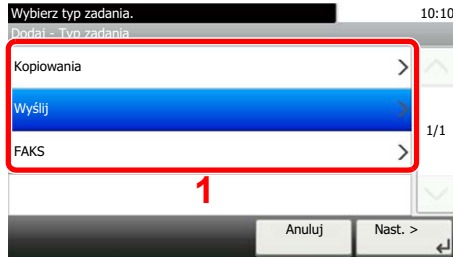 Wybierz typ zadania. 10:10
Dodaj - Typ zadania
Kopiowania
Wyślij
1/1
FAKS
1
Anuluj Nast. >